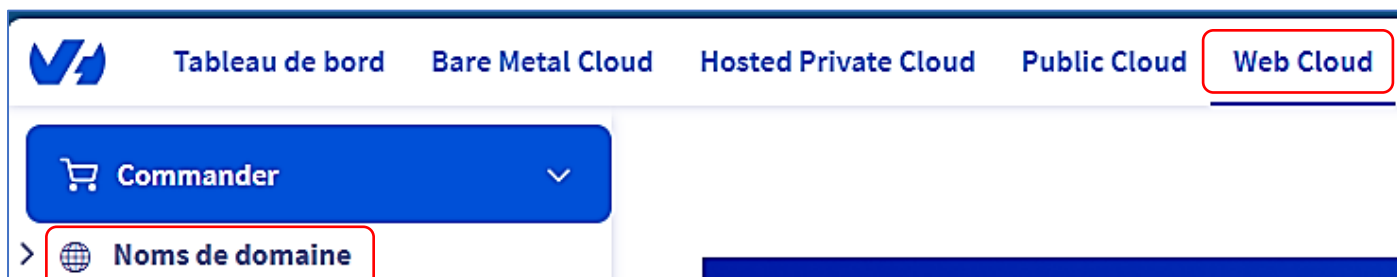 Tableau de bord Bare Metal Cloud Hosted Private Cloud Public Cloud Web Cloud
Commander
Noms de domaine